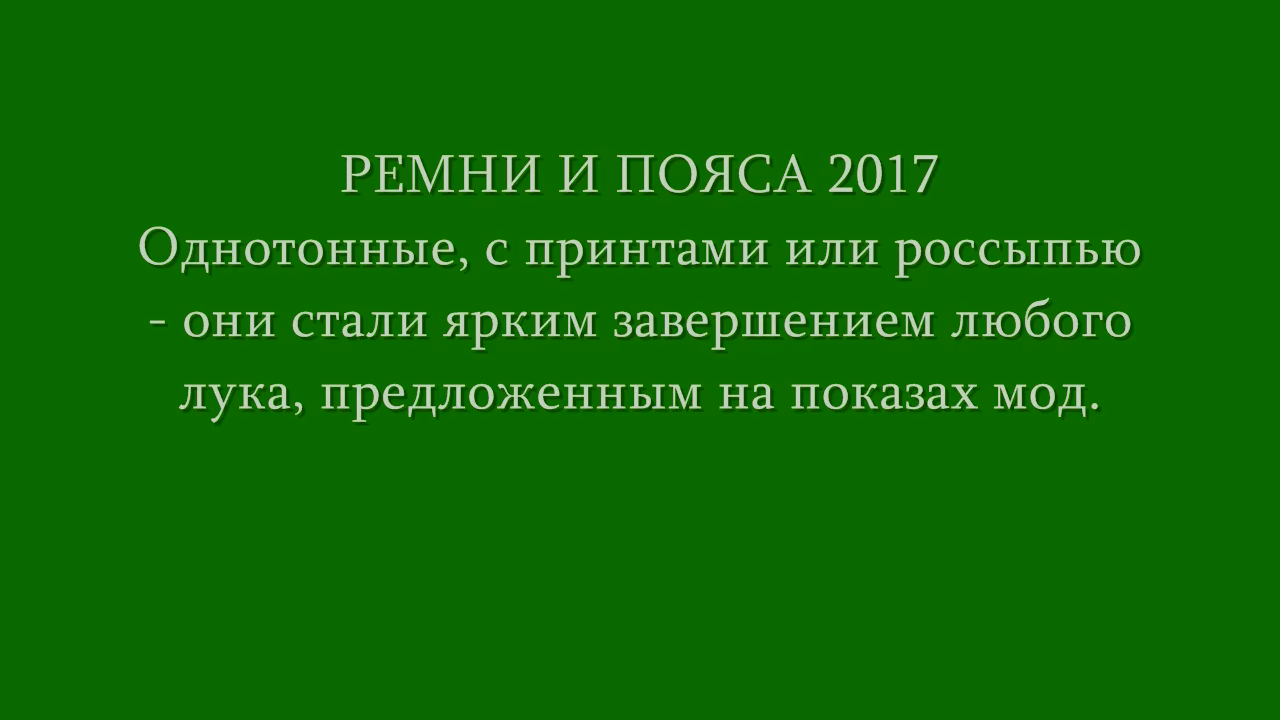 РЕМНИ И ПОЯСА 2017
Однотонные, с принтами или россыпью
- они стали ярким завершением любого
лука, предложенным на показах мод.